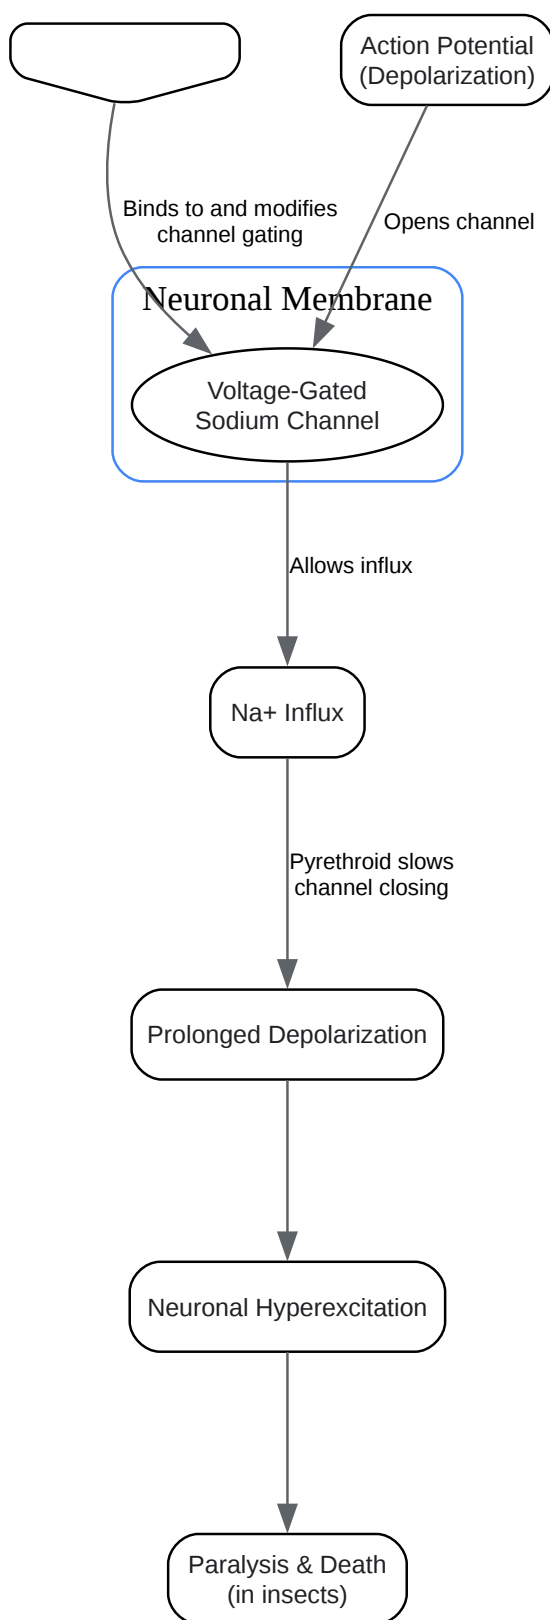 Action Potential
(Depolarization)
Binds to and modifies
channel gating
Opens channel
Neuronal Membrane
Voltage-Gated
Sodium Channel
Allows influx
Na+ Influx
Pyrethroid slows
channel closing
Prolonged Depolarization
Neuronal Hyperexcitation
Paralysis & Death
(in insects)